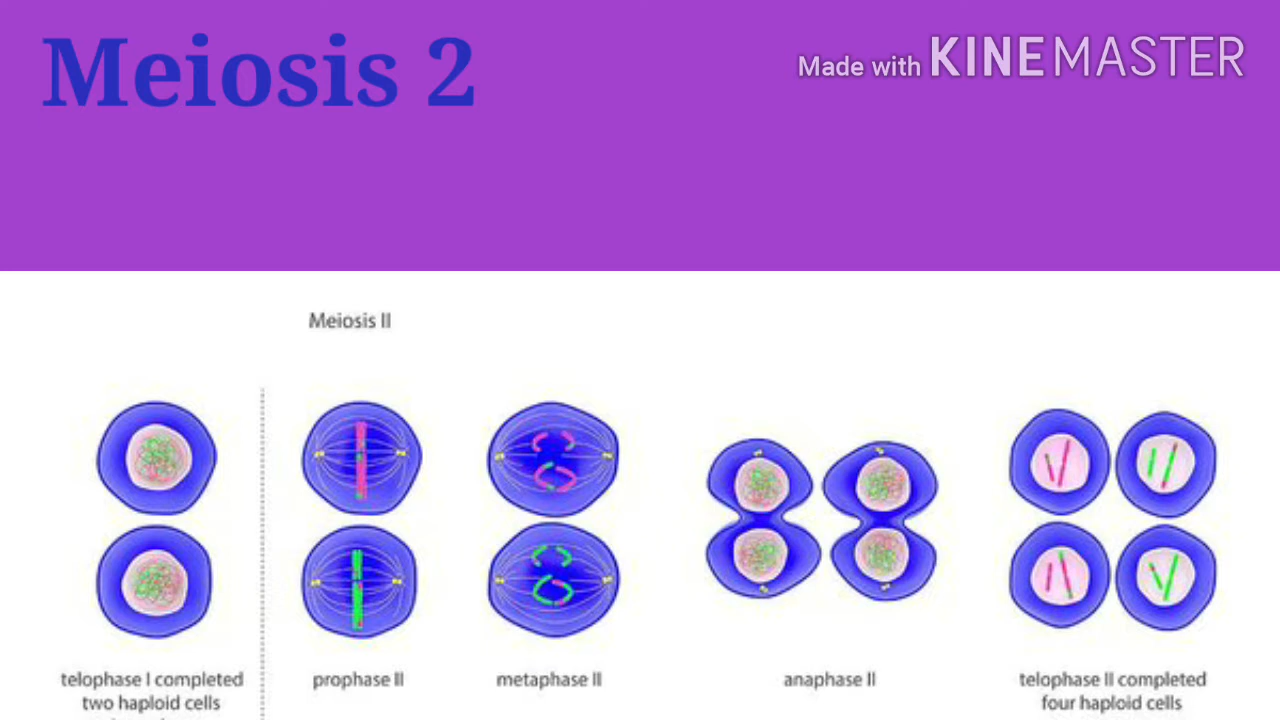 Meiosis 2
Made with KINEMASTER
Meiosis II
telophase I completed
two haploid cells
prophase II
metaphase II
anaphase II
telophase II completed
four haploid cells